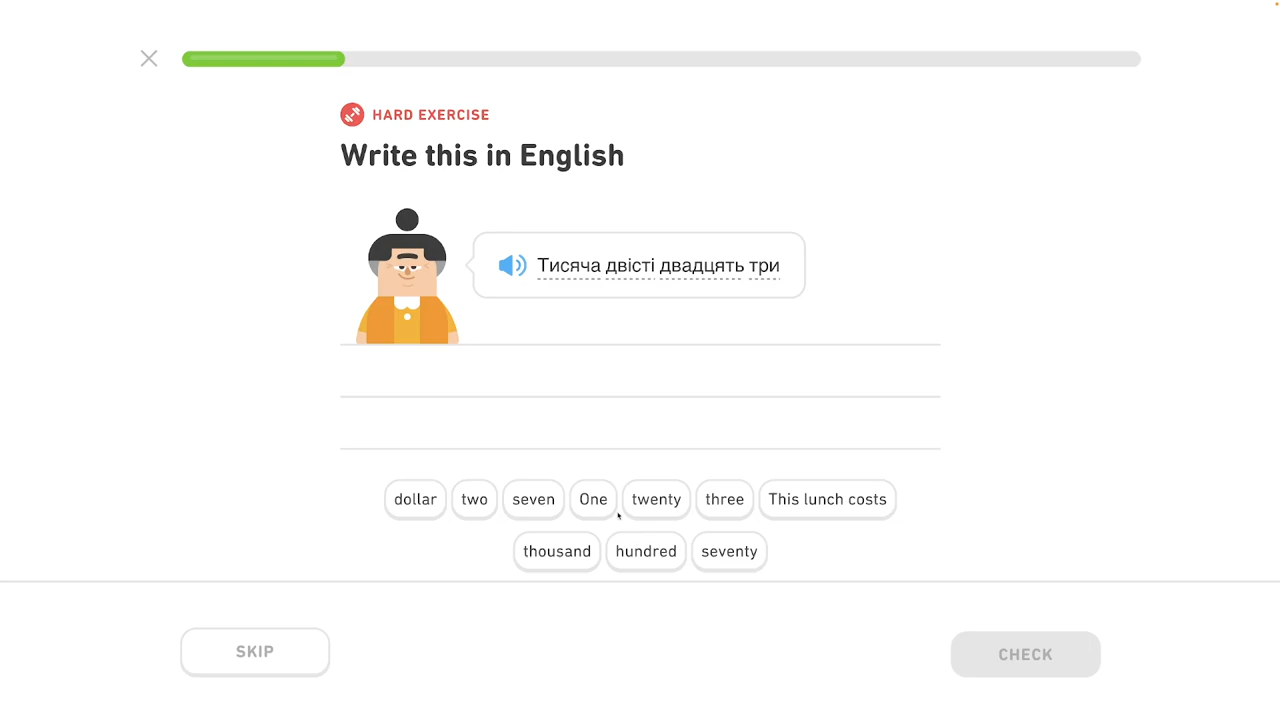 HARD EXERCISE
Write this in English
Тисяча двісті двадцять три
dollar two seven One twenty three This lunch costs
thousand hundred seventy
SKIP
CHECK